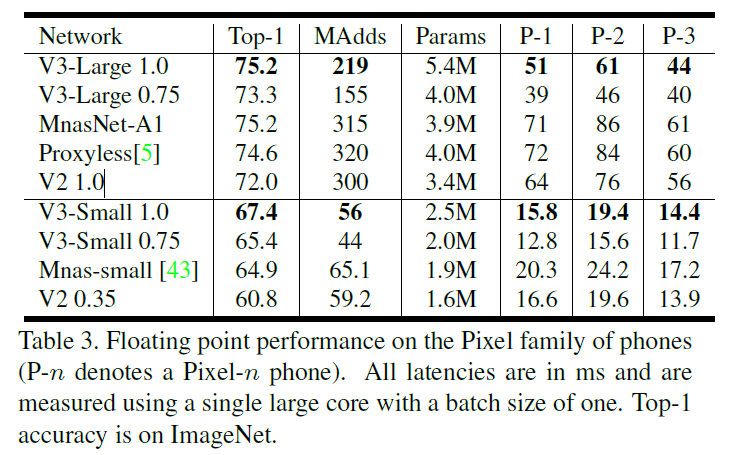 Network Top-1 MAdds Params P-1 P-2 P-3
V3-Large 1.0 75.2 219 5.4M 51 61 44
V3-Large 0.75 73.3 155 4.0M 39 46 40
MnasNet-A1 75.2 315 3.9M 71 86 61
Proxyless[5] 74.6 320 4.0M 72 84 60
V2 1.0 72.0 300 3.4M 64 76 56
V3-Small 1.0 67.4 56 2.5M 15.8 19.4 14.4
V3-Small 0.75 65.4 44 2.0M 12.8 15.6 11.7
Mnas-small [43] 64.9 65.1 1.9M 20.3 24.2 17.2
V2 0.35 60.8 59.2 1.6M 16.6 19.6 13.9
Table 3. Floating point performance on the Pixel family of phones
(P-n denotes a Pixel-n phone). All latencies are in ms and are
measured using a single large core with a batch size of one. Top-1
accuracy is on ImageNet.